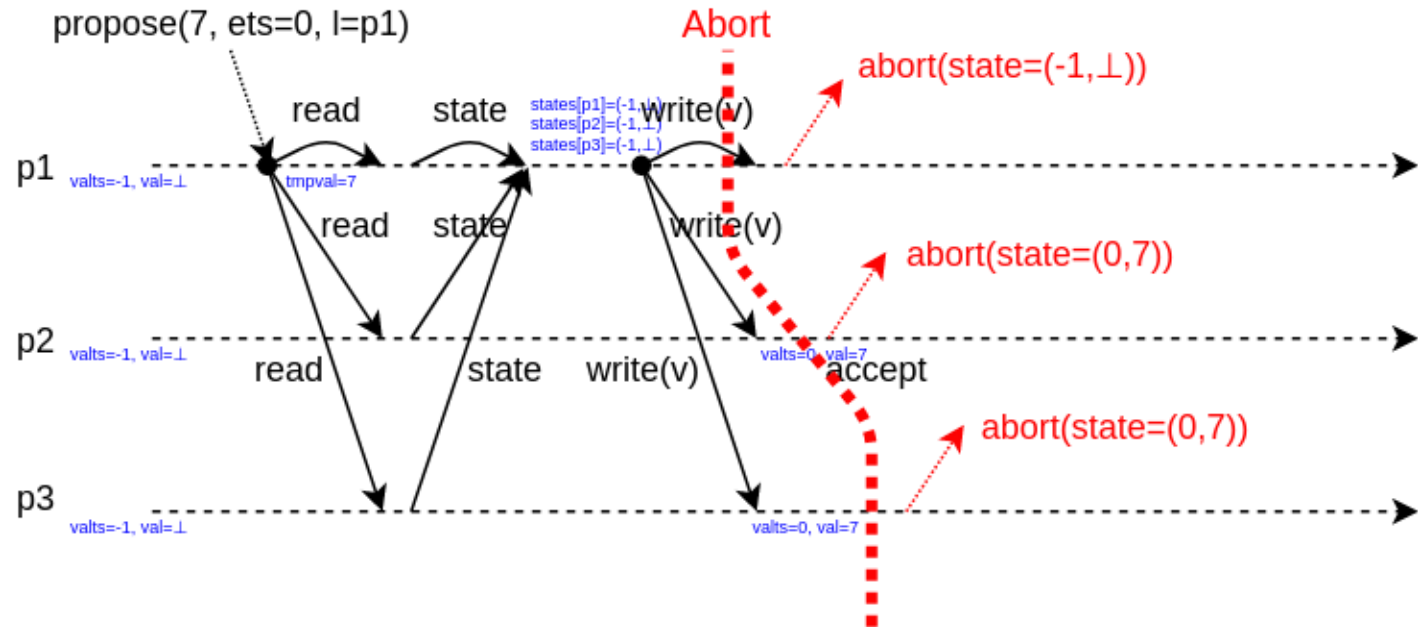 propose(7, ets=0, l=p1)
Abort
abort(state=(-1,⊥))
read
state
states[p1]=(-1,⊥)
states[p2]=(-1,⊥)
states[p3]=(-1,⊥)
write(v)
p1
valts=-1, val=⊥
tmpval=7
read
state
write(v)
abort(state=(0,7))
p2
valts=-1, val=⊥
valts=0, val=7
read
state
write(v)
accept
abort(state=(0,7))
p3
valts=-1, val=⊥
valts=0, val=7